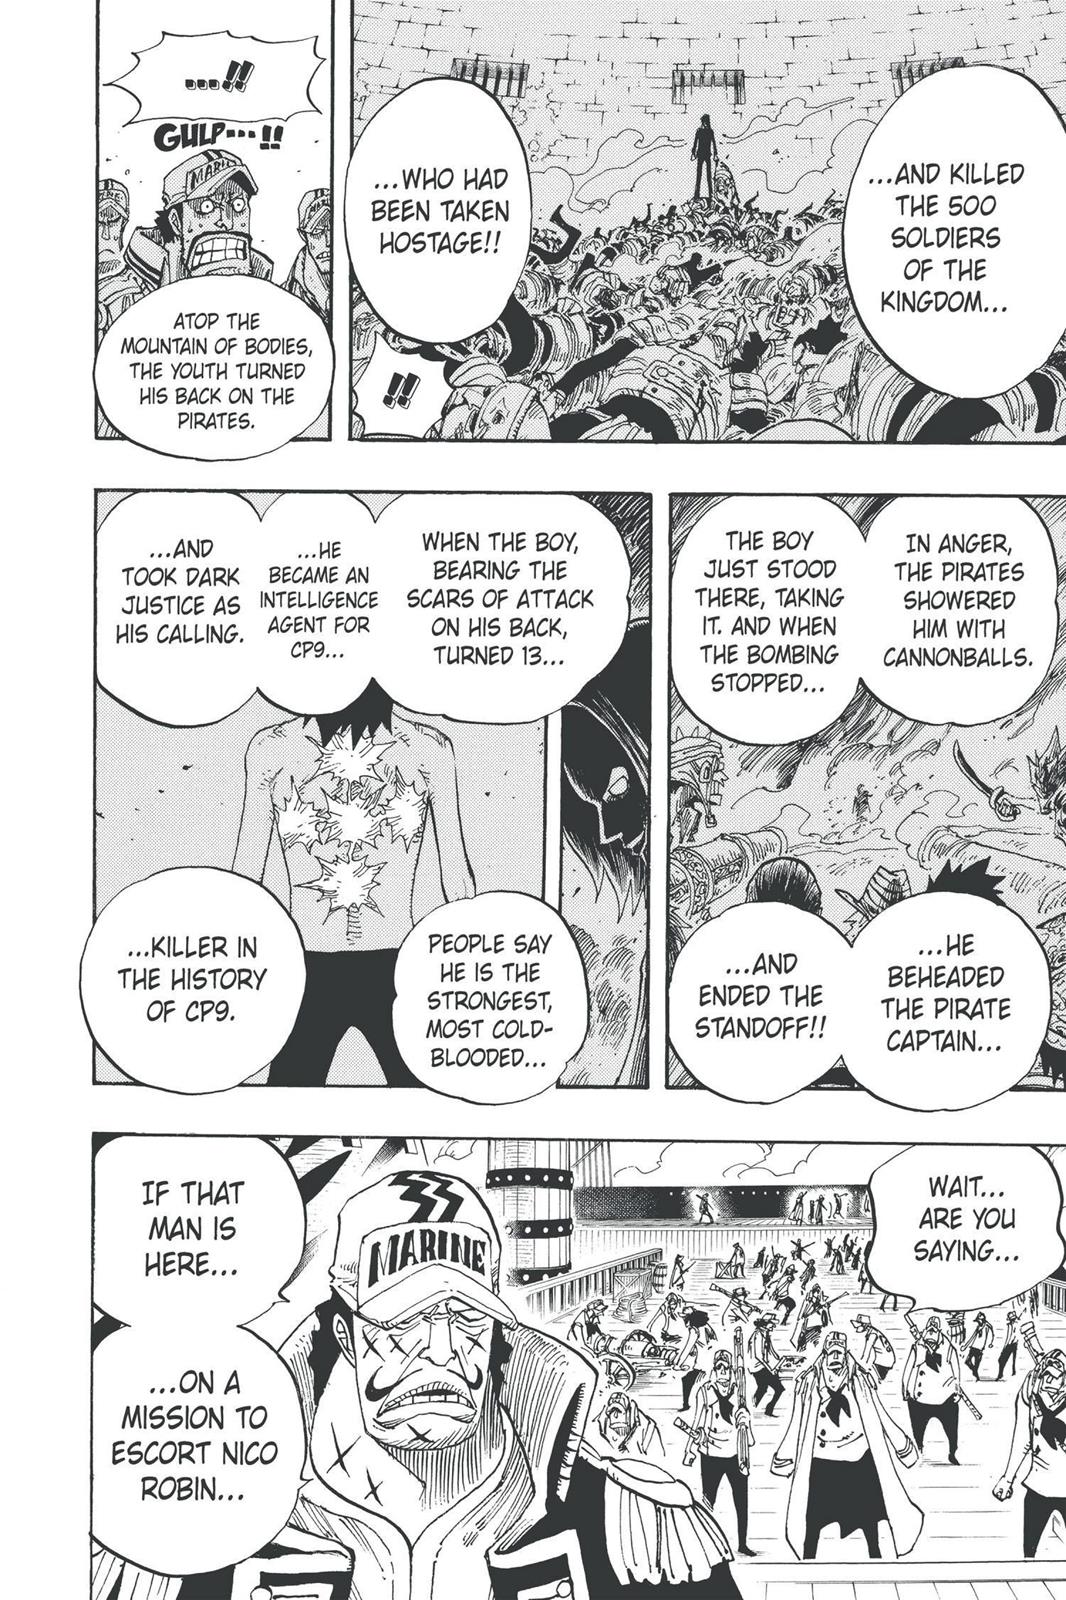 ...AND KILLED
THE 500
SOLDIERS
OF THE
KINGDOM...
...WHO HAD
BEEN TAKEN
HOSTAGE!!
!!
...!!
GULP...!!
MARINE
ATOP THE
MOUNTAIN OF BODIES,
THE YOUTH TURNED
HIS BACK ON THE
PIRATES.
IN ANGER,
THE PIRATES
SHOWERED
HIM WITH
CANNONBALLS.
THE BOY
JUST STOOD
THERE, TAKING
IT. AND WHEN
THE BOMBING
STOPPED...
...HE
BEHEADED
THE PIRATE
CAPTAIN...
...AND
ENDED THE
STANDOFF!!
WHEN THE BOY,
BEARING THE
SCARS OF ATTACK
ON HIS BACK,
TURNED 13...
...HE
BECAME AN
INTELLIGENCE
AGENT FOR
CP9...
...AND
TOOK DARK
JUSTICE AS
HIS CALLING.
PEOPLE SAY
HE IS THE
STRONGEST,
MOST COLD-
BLOODED...
...KILLER IN
THE HISTORY
OF CP9.
WAIT...
ARE YOU
SAYING...
IF THAT
MAN IS
HERE...
MARINE
...ON A
MISSION TO
ESCORT NICO
ROBIN...